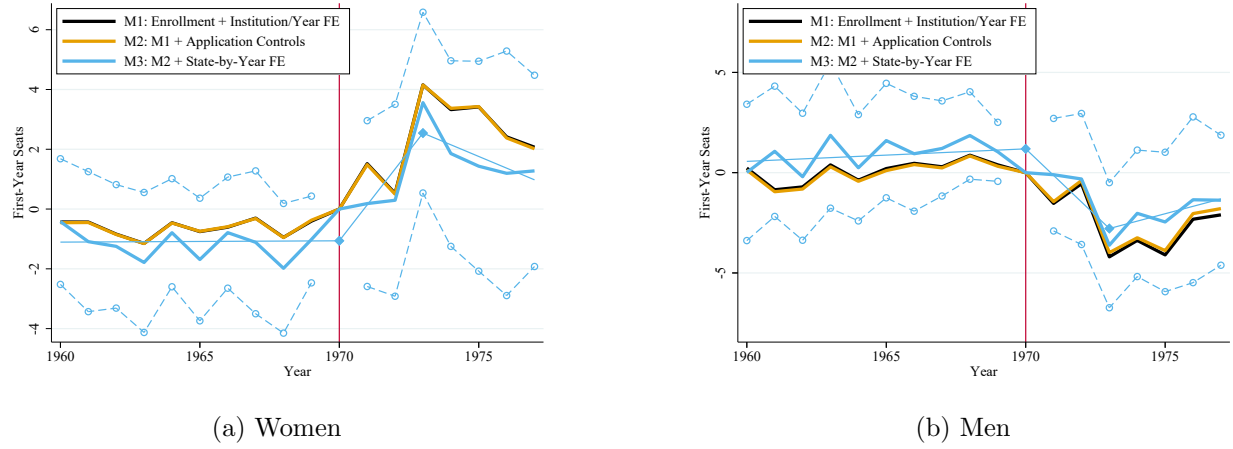 M1: Enrollment + Institution/Year FE
M2: M1 + Application Controls
M3: M2 + State-by-Year FE
First-Year Seats
6
4
2
0
-2
-4
1960
1965
1970
1975
Year
(a) Women
M1: Enrollment + Institution/Year FE
M2: M1 + Application Controls
M3: M2 + State-by-Year FE
First-Year Seats
5
0
-5
1960
1965
1970
1975
Year
(b) Men